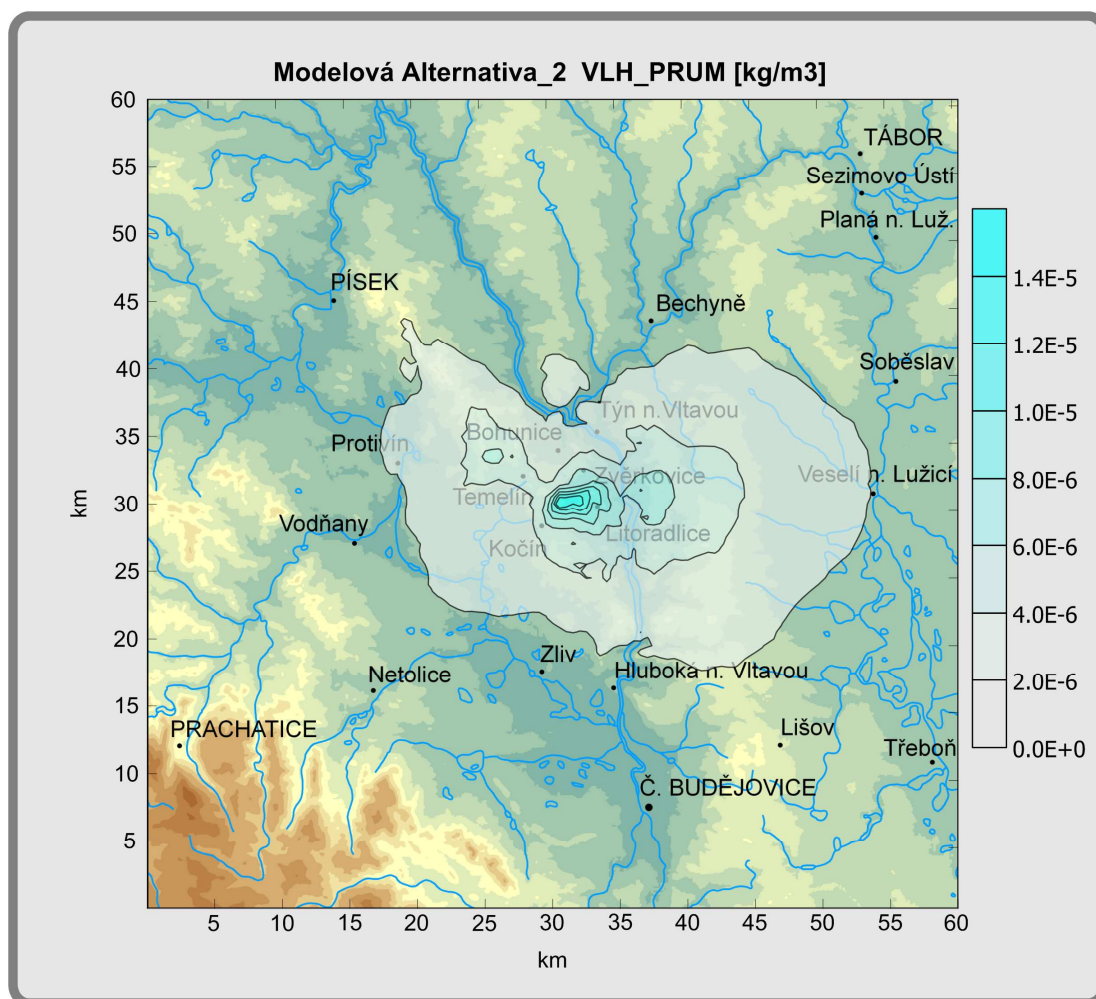 Modelová Alternativa_2 VLH_PRUM [kg/m3]
60
55
50
45
40
35
30
25
20
15
10
5
km
TÁBOR
Sezimovo Ústí
Planá n. Luž.
PÍSEK
Bechyně
Soběslav
Týn n.Vltavou
Bohunice
Protivín
Zvěrkovice
Veselí n. Lužicí
Temelín
Vodňany
Litoradlice
Kočín
Zliv
Netolice
Hluboká n. Vltavou
PRACHATICE
Lišov
Třeboň
Č. BUDĚJOVICE
1.4E-5
1.2E-5
1.0E-5
8.0E-6
6.0E-6
4.0E-6
2.0E-6
0.0E+0
5 10 15 20 25 30 35 40 45 50 55 60
km